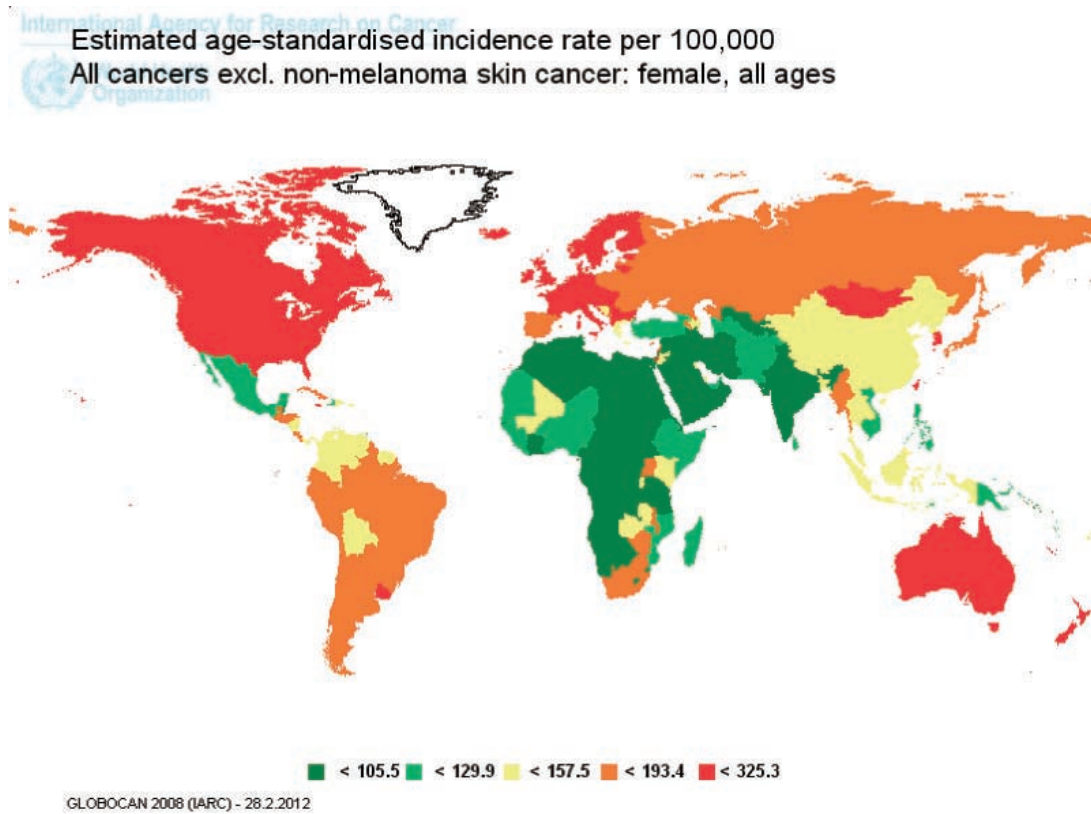 International Agency for Research on Cancer
Estimated age-standardised incidence rate per 100,000
All cancers excl. non-melanoma skin cancer: female, all ages
Organization
< 105.5 < 129.9 < 157.5 < 193.4 < 325.3
GLOBOCAN 2008 (IARC) - 28.2.2012